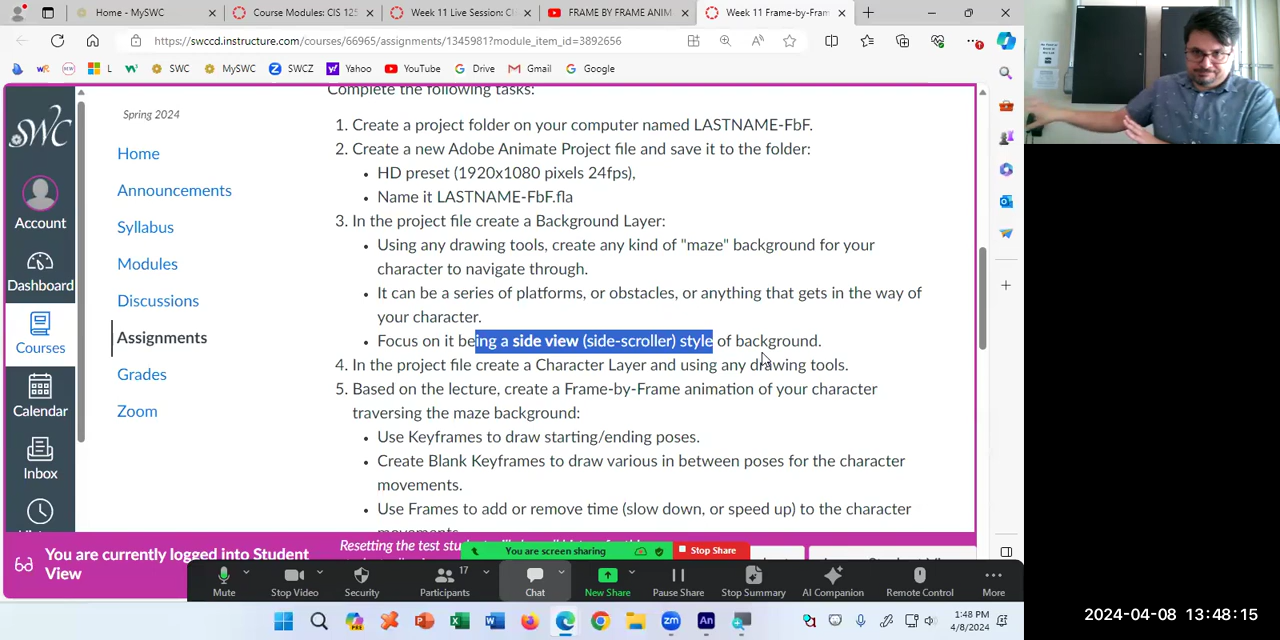 Home - MySWC
Course Modules: CIS 125
Week 11 Live Session: CIS
FRAME BY FRAME ANIM
Week 11 Frame-by-Fram
https://swccd.instructure.com/courses/66965/assignments/1345981?module_item_id=3892656
L
SWC
MySWC
SWCZ
Yahoo
YouTube
Drive
Gmail
Google
SWC
Account
Dashboard
Courses
Calendar
Inbox
Spring 2024
Home
Announcements
Syllabus
Modules
Discussions
Assignments
Grades
Zoom
Complete the following tasks:
1. Create a project folder on your computer named LASTNAME-FbF.
2. Create a new Adobe Animate Project file and save it to the folder:
• HD preset (1920x1080 pixels 24fps),
• Name it LASTNAME-FbF.fla
3. In the project file create a Background Layer:
• Using any drawing tools, create any kind of "maze" background for your
character to navigate through.
• It can be a series of platforms, or obstacles, or anything that gets in the way of
your character.
• Focus on it being a side view (side-scroller) style of background.
4. In the project file create a Character Layer and using any drawing tools.
5. Based on the lecture, create a Frame-by-Frame animation of your character
traversing the maze background:
• Use Keyframes to draw starting/ending poses.
• Create Blank Keyframes to draw various in between poses for the character
movements.
• Use Frames to add or remove time (slow down, or speed up) to the character
movements
You are currently logged into Student
View
Resetting the test student
You are screen sharing
Stop Share
Mute
Stop Video
Security
Participants
17
Chat
New Share
Pause Share
Stop Summary
AI Companion
Remote Control
More
1:48 PM
4/8/2024
2024-04-08 13:48:15